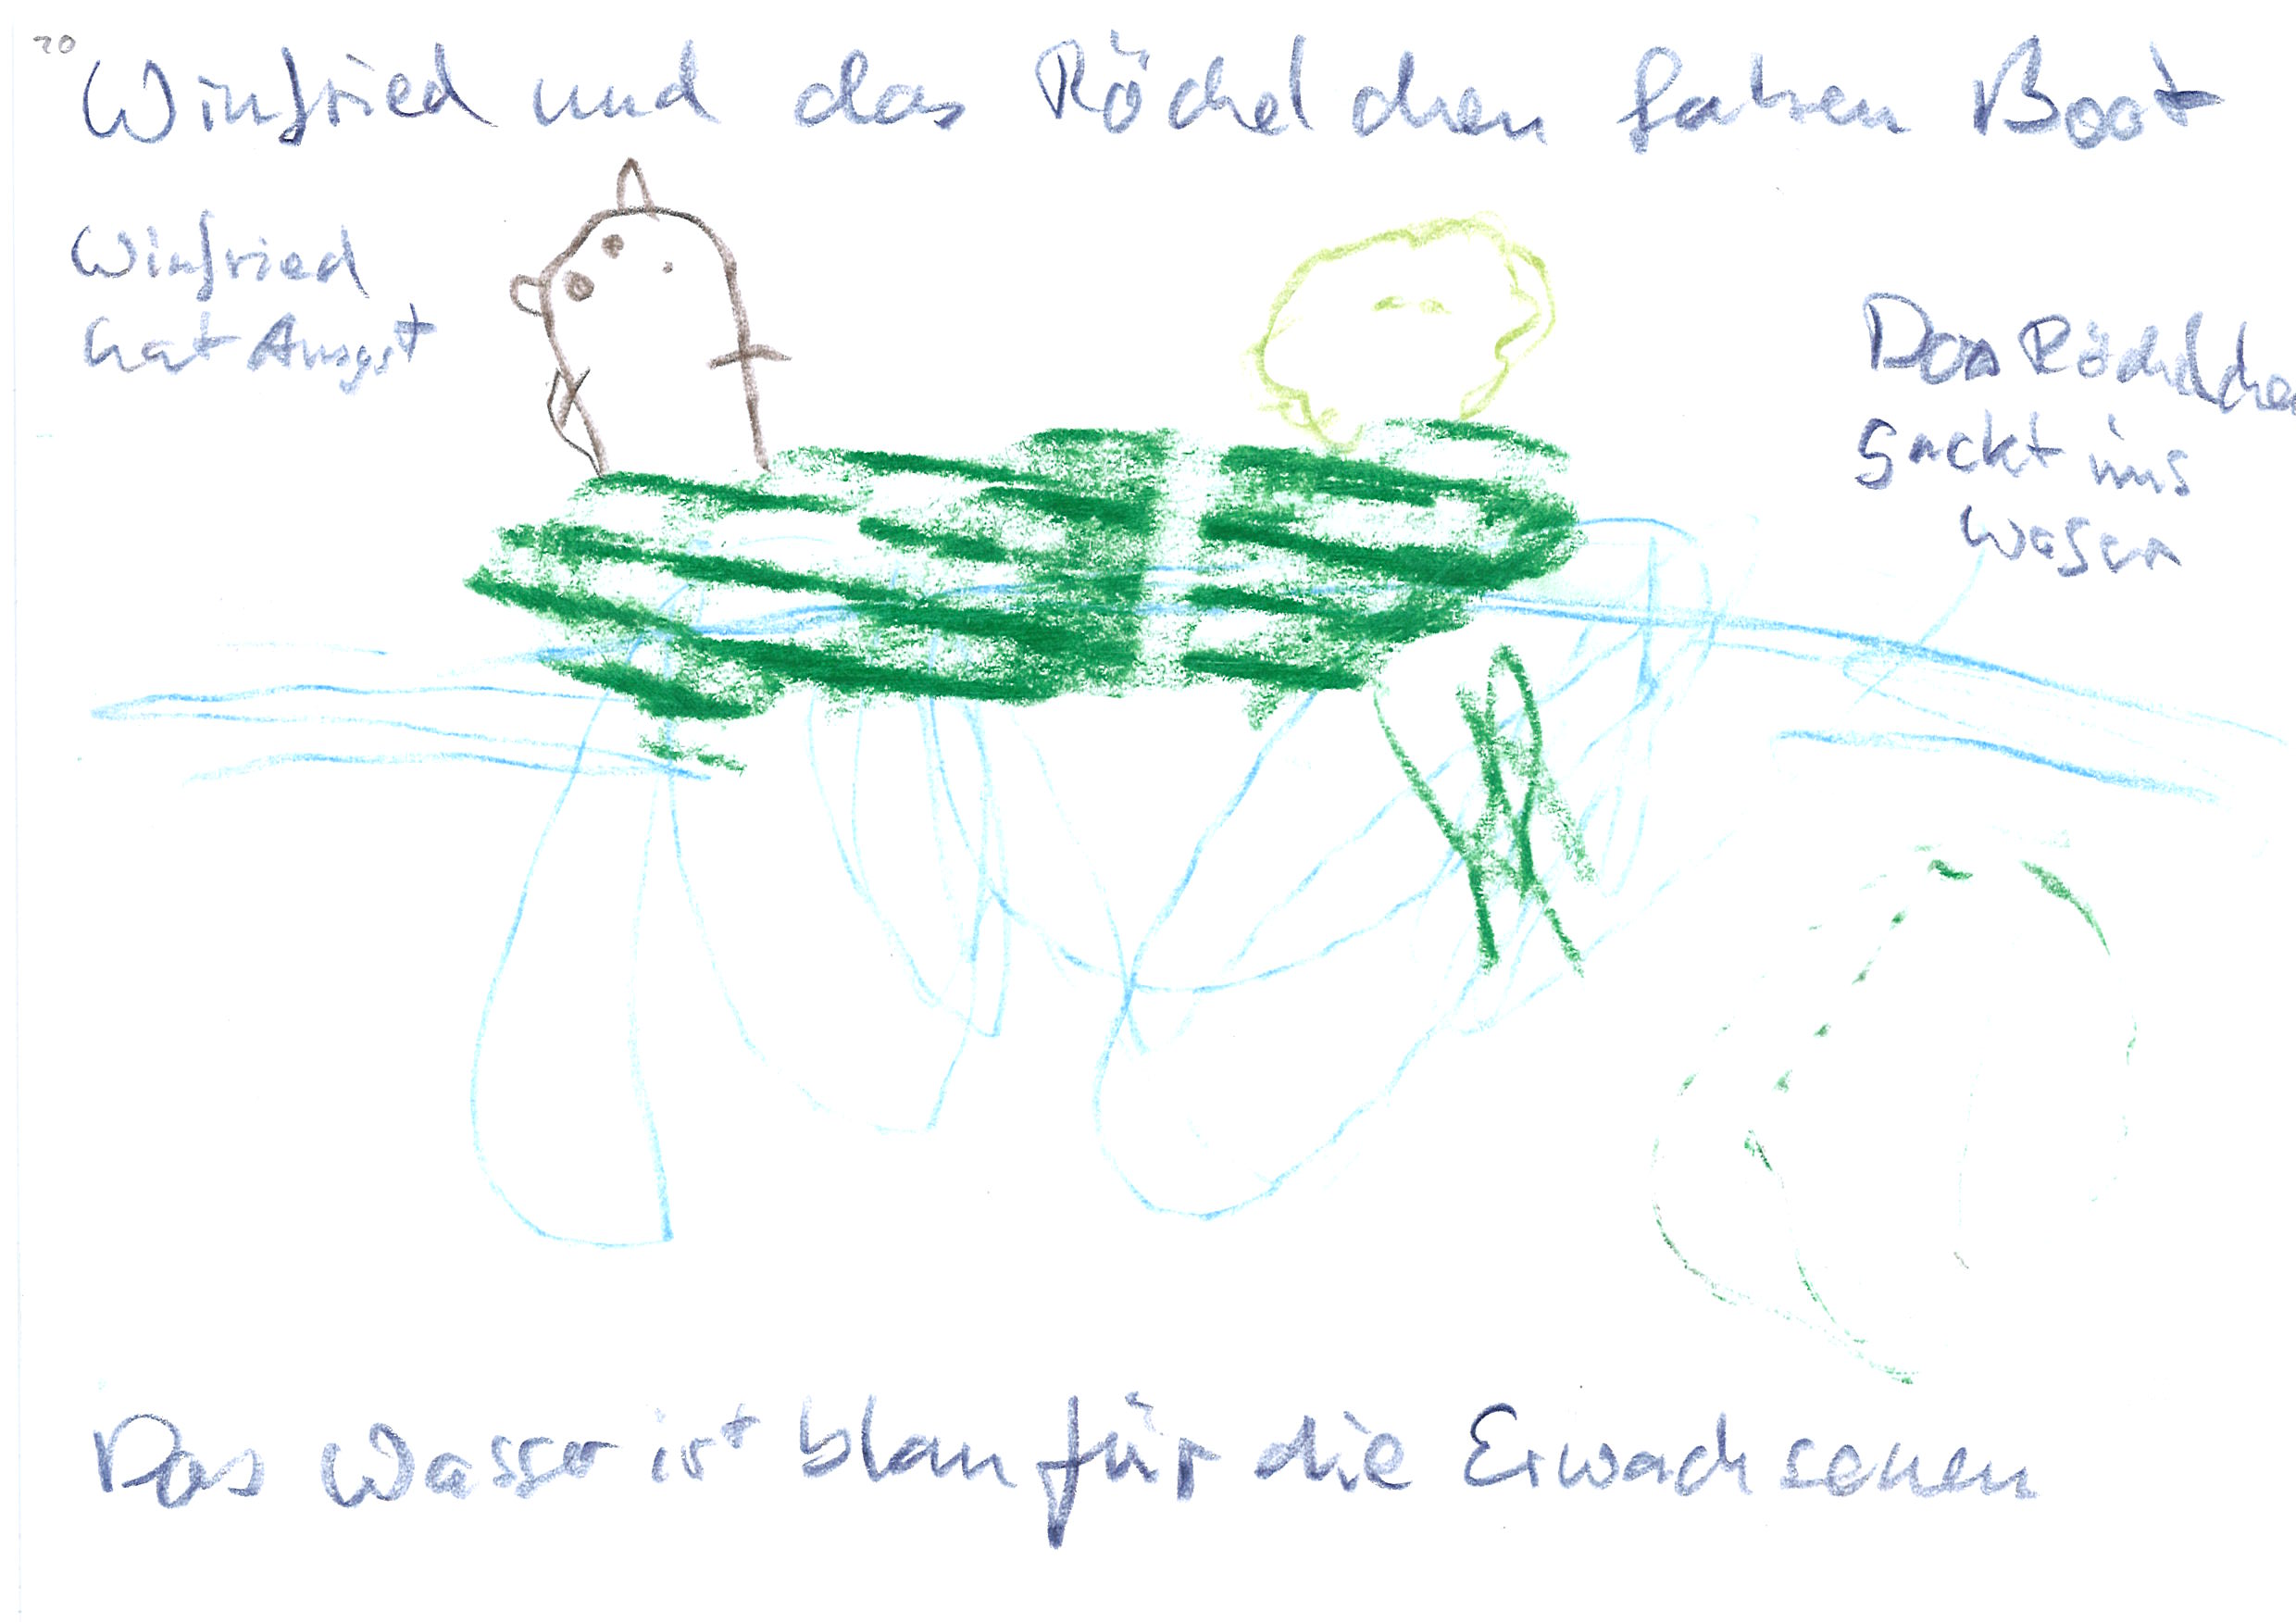 20
Winfried und das Röchelchen fahren Boot
Winfried
hat Angst
Das Röchelchen
sackt ins
Wasser
Das Wasser ist blau für die Erwachsenen